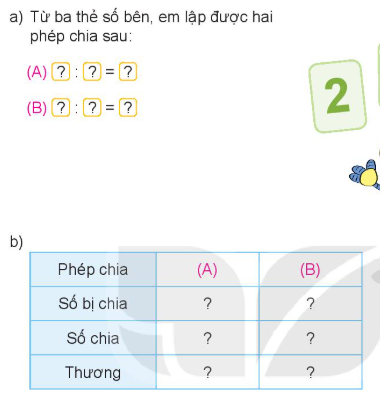 a) Từ ba thẻ số bên, em lập được hai
phép chia sau:
(A) ? : ? = ?
(B) ? : ? = ?
2
b)
Phép chia (A) (B)
Số bị chia ? ?
Số chia ? ?
Thương ? ?